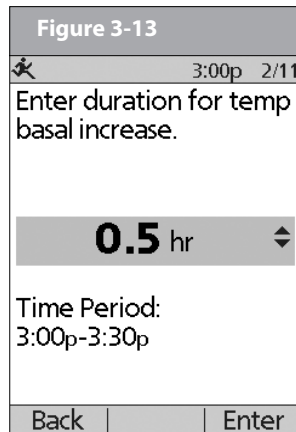 Figure 3-13
3:00p 2/11
Enter duration for temp
basal increase.
0.5 hr
Time Period:
3:00p-3:30p
Back Enter